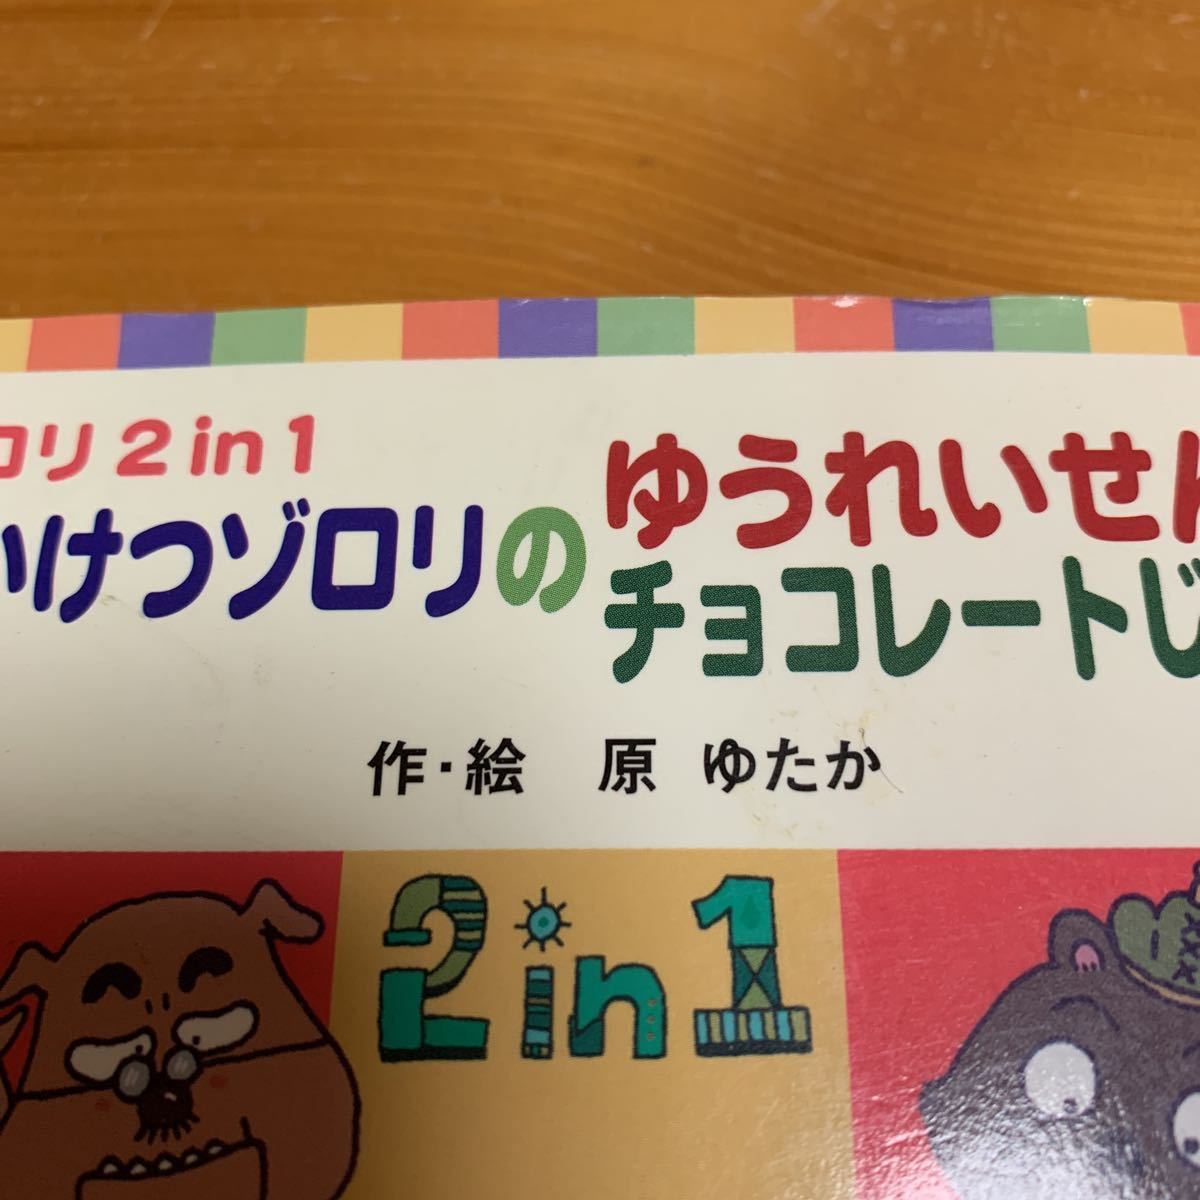 ロリ 2 in 1
いけつゾロリの
ゆうれいせん
チョコレートじ
作・絵　原 ゆたか
2 in 1